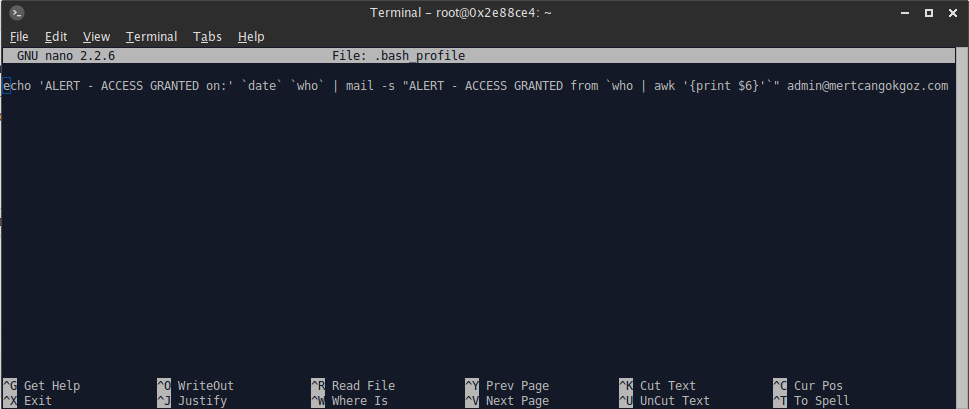 Terminal – root@0x2e88ce4: ~
File Edit View Terminal Tabs Help
GNU nano 2.2.6 File: .bash_profile
echo 'ALERT - ACCESS GRANTED on:' `date` `who` | mail -s "ALERT - ACCESS GRANTED from `who | awk '{print $6}'`" admin@mertcangokgoz.com
^G Get Help ^O WriteOut ^R Read File ^Y Prev Page ^K Cut Text ^C Cur Pos
^X Exit ^J Justify ^W Where Is ^V Next Page ^U UnCut Text ^T To Spell